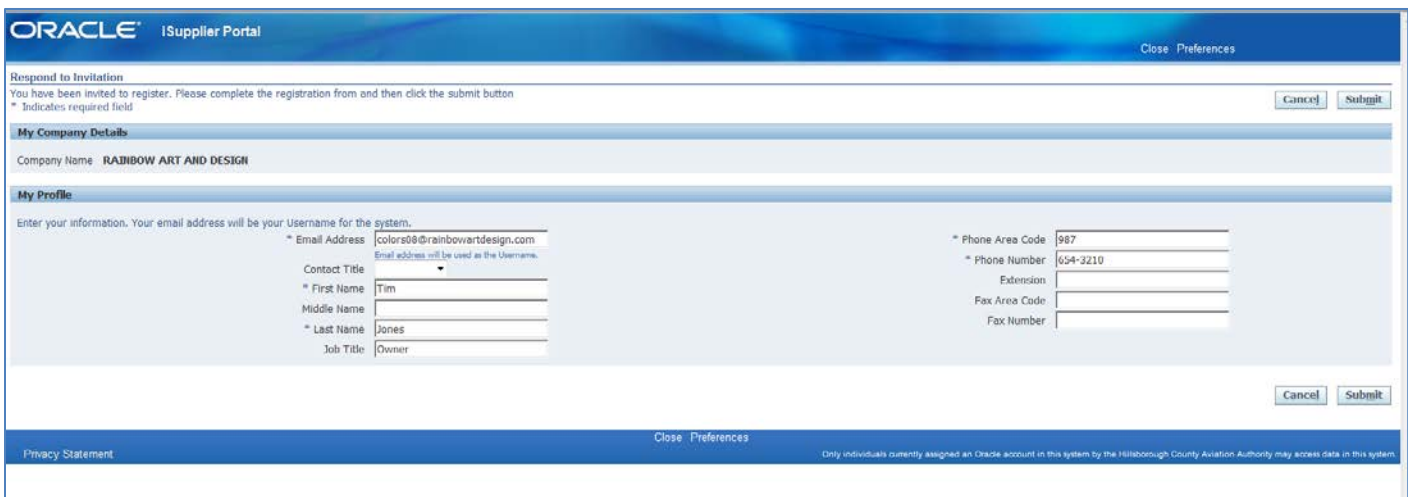 ORACLE iSupplier Portal
Close Preferences
Respond to Invitation
You have been invited to register. Please complete the registration from and then click the submit button
* Indicates required field
Cancel Submit
My Company Details
Company Name RAINBOW ART AND DESIGN
My Profile
Enter your information. Your email address will be your Username for the system.
* Email Address colors08@rainbowartdesign.com
Email address will be used as the Username.
Contact Title
* First Name Tim
Middle Name
* Last Name Jones
Job Title Owner
* Phone Area Code 987
* Phone Number 654-3210
Extension
Fax Area Code
Fax Number
Cancel Submit
Close Preferences
Privacy Statement
Only individuals currently assigned an Oracle account in this system by the Hillsborough County Aviation Authority may access data in this system.